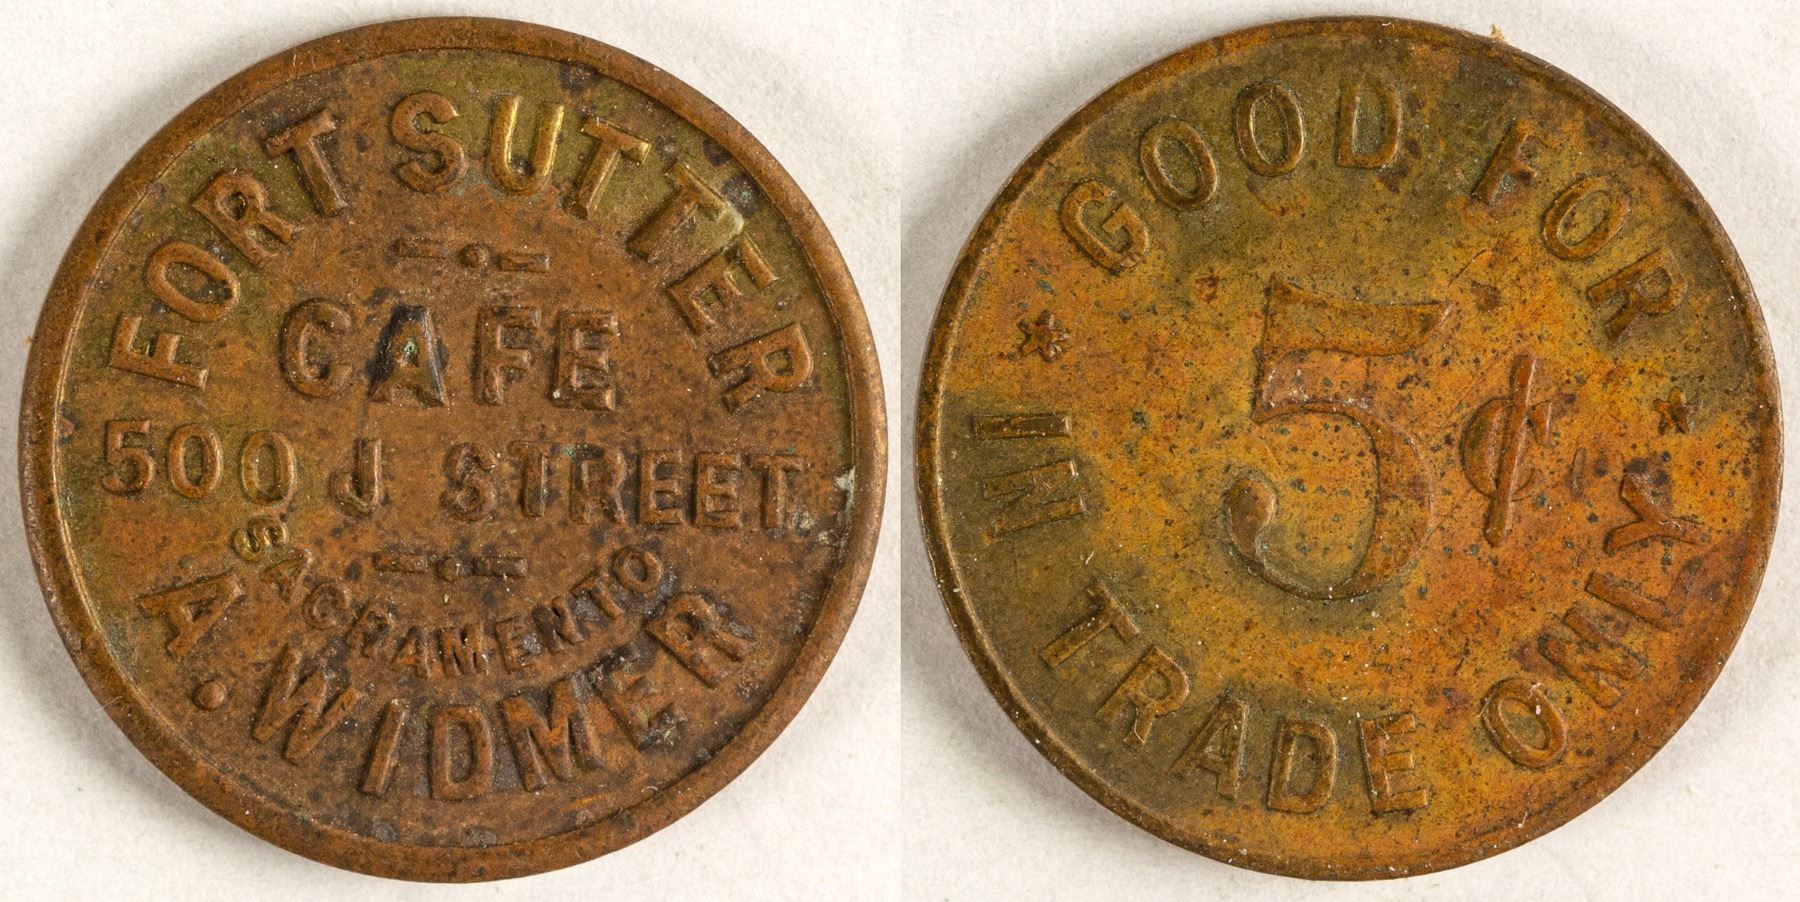 FORT SUTTER
CAFE
500 J STREET
SACRAMENTO
A. WIDMER
GOOD FOR
5¢
IN TRADE ONLY